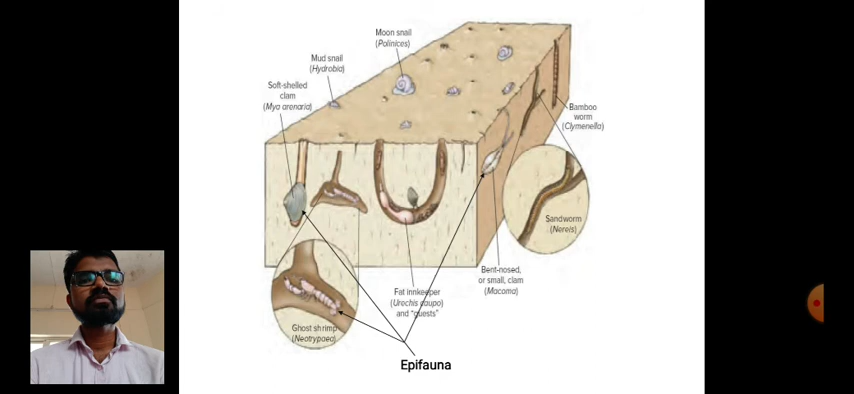 Moon snail
(Polinices)
Mud snail
(Hydrobia)
Soft-shelled
clam
(Mya arenaria)
Bamboo
worm
(Clymenella)
Sandworm
(Nereis)
Bent-nosed,
or small, clam
(Macoma)
Fat innkeeper
(Urechis caupo)
and "guests"
Ghost shrimp
(Neotrypaea)
Epifauna